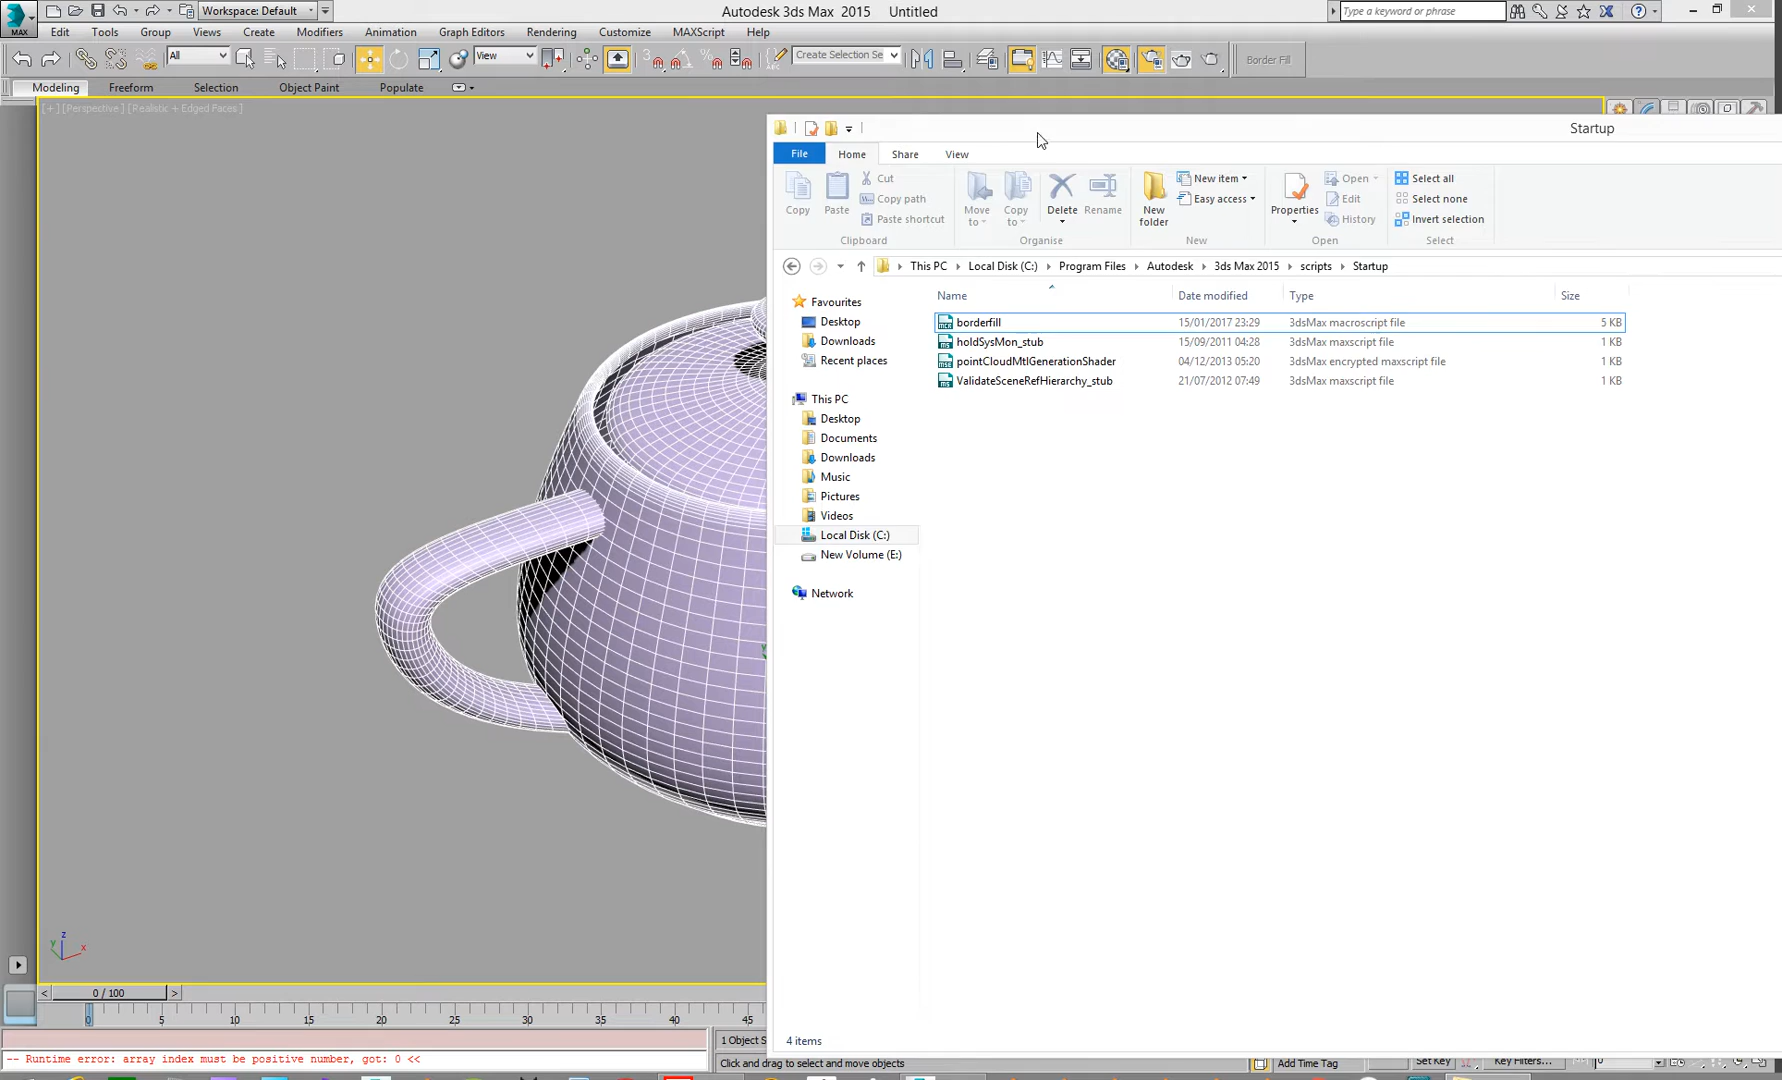 Workspace: Default
Autodesk 3ds Max 2015 Untitled
Type a keyword or phrase
MAX
Edit Tools Group Views Create Modifiers Animation Graph Editors Rendering Customize MAXScript Help
All
View
3
Create Selection Se
Border Fill
Modeling Freeform Selection Object Paint Populate
[+] [Perspective] [Realistic + Edged Faces]
Startup
File Home Share View
Copy
Paste
Cut
Copy path
Paste shortcut
Clipboard
Move to
Copy to
Delete
Rename
Organise
New folder
New item
Easy access
New
Properties
Open
Edit
History
Open
Select all
Select none
Invert selection
Select
This PC Local Disk (C:) Program Files Autodesk 3ds Max 2015 scripts Startup
Name Date modified Type Size
borderfill 15/01/2017 23:29 3dsMax macroscript file 5 KB
holdSysMon_stub 15/09/2011 04:28 3dsMax maxscript file 1 KB
pointCloudMtlGenerationShader 04/12/2013 05:20 3dsMax encrypted maxscript file 1 KB
ValidateSceneRefHierarchy_stub 21/07/2012 07:49 3dsMax maxscript file 1 KB
Favourites
Desktop
Downloads
Recent places
This PC
Desktop
Documents
Downloads
Music
Pictures
Videos
Local Disk (C:)
New Volume (E:)
Network
4 items
z
y
x
< 0 / 100 >
0 5 10 15 20 25 30 35 40 45
1 Object S
-- Runtime error: array index must be positive number, got: 0 <<
Click and drag to select and move objects
Add Time Tag
Set Key
Key Filters...
0